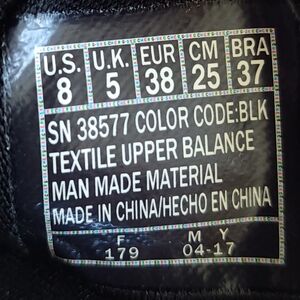 U.S. U.K. EUR CM BRA
8 5 38 25 37
SN 38577 COLOR CODE:BLK
TEXTILE UPPER BALANCE
MAN MADE MATERIAL
MADE IN CHINA/HECHO EN CHINA
F M Y
179 04-17